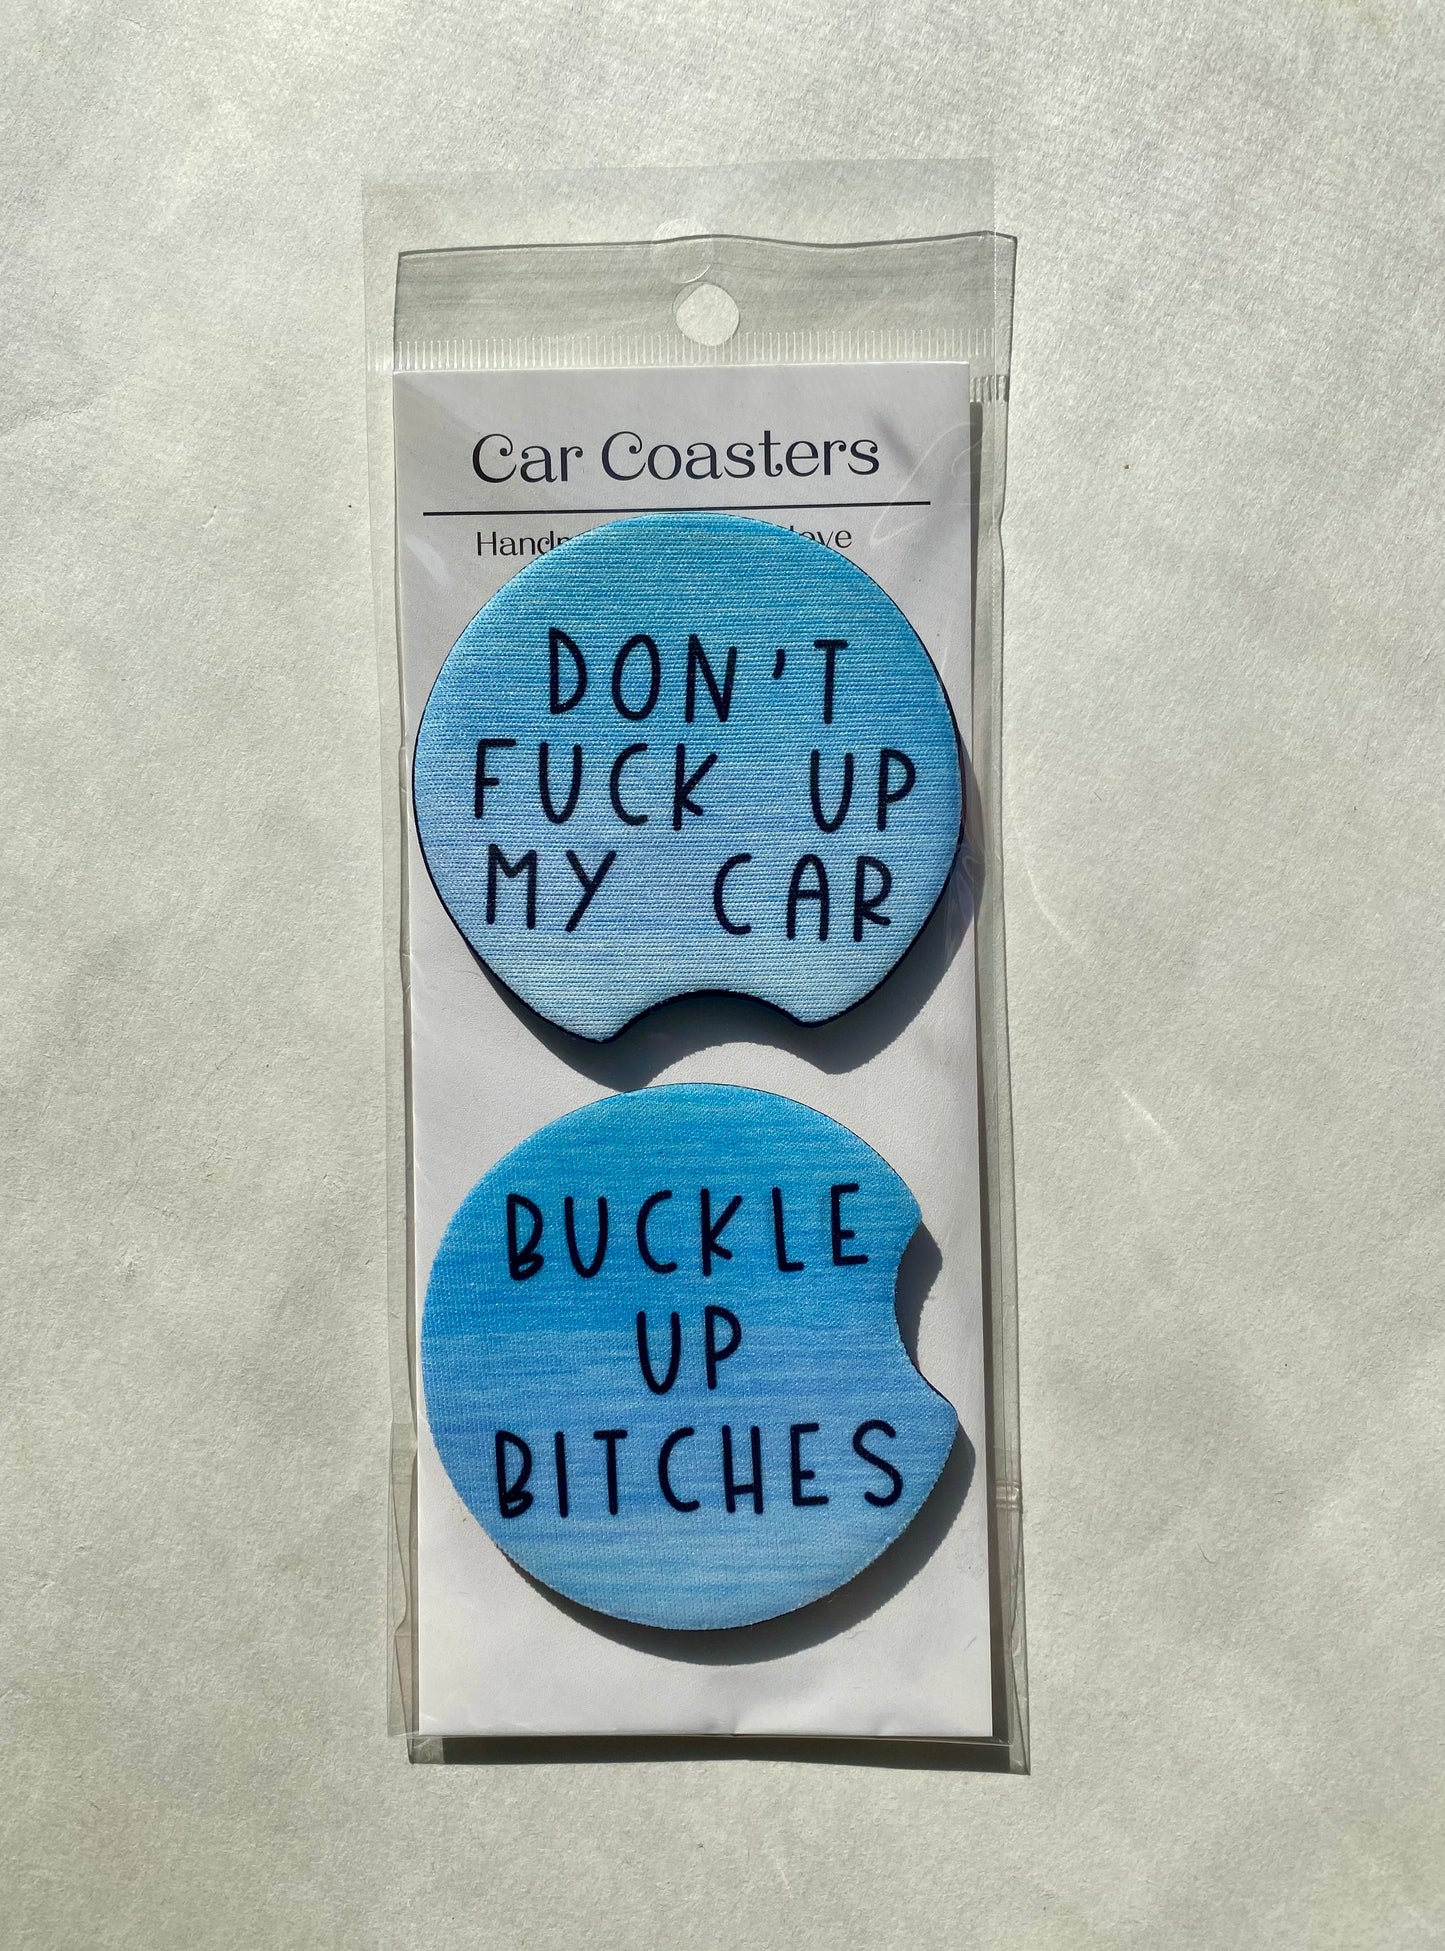 Car Coasters
DON'T
FUCK UP
MY CAR
BUCKLE
UP
BITCHES